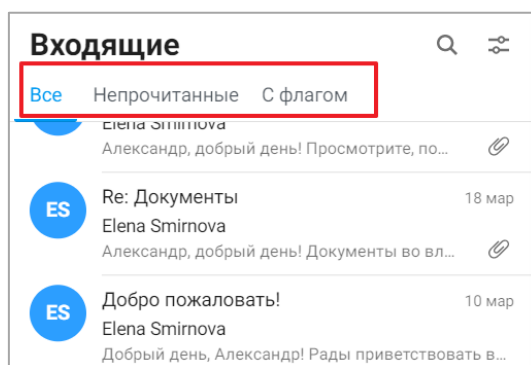 Входящие
Все Непрочитанные С флагом
Elena Smirnova
Александр, добрый день! Просмотрите, по...
ES
Re: Документы 18 мар
Elena Smirnova
Александр, добрый день! Документы во вл...
ES
Добро пожаловать! 10 мар
Elena Smirnova
Добрый день, Александр! Рады приветствовать в...